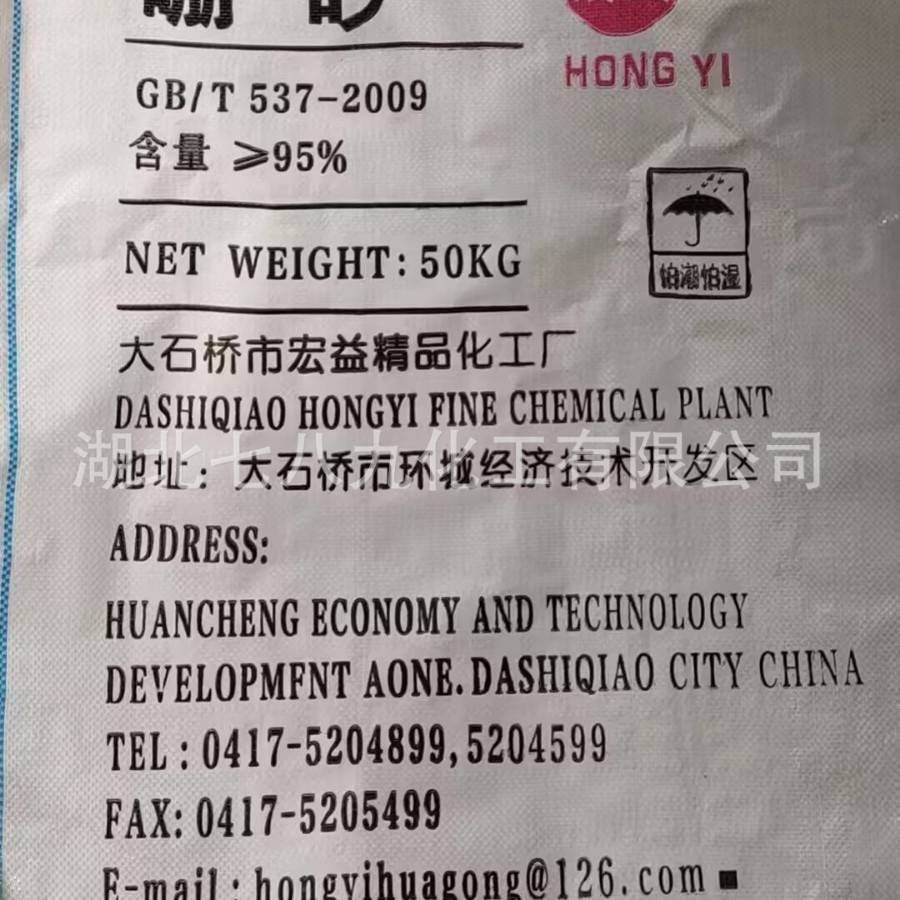 硼 砂
HONG YI
GB/T 537-2009
含量 ≥95%
NET WEIGHT: 50KG
怕潮怕湿
大石桥市宏益精品化工厂
DASHIQIAO HONGYI FINE CHEMICAL PLANT
湖北七八九化工有限公司
地址：大石桥市环城经济技术开发区
ADDRESS:
HUANCHENG ECONOMY AND TECHNOLOGY
DEVELOPMFNT AONE. DASHIQIAO CITY CHINA
TEL: 0417-5204899, 5204599
FAX: 0417-5205499
E-mail: hongyihuagong@126.com